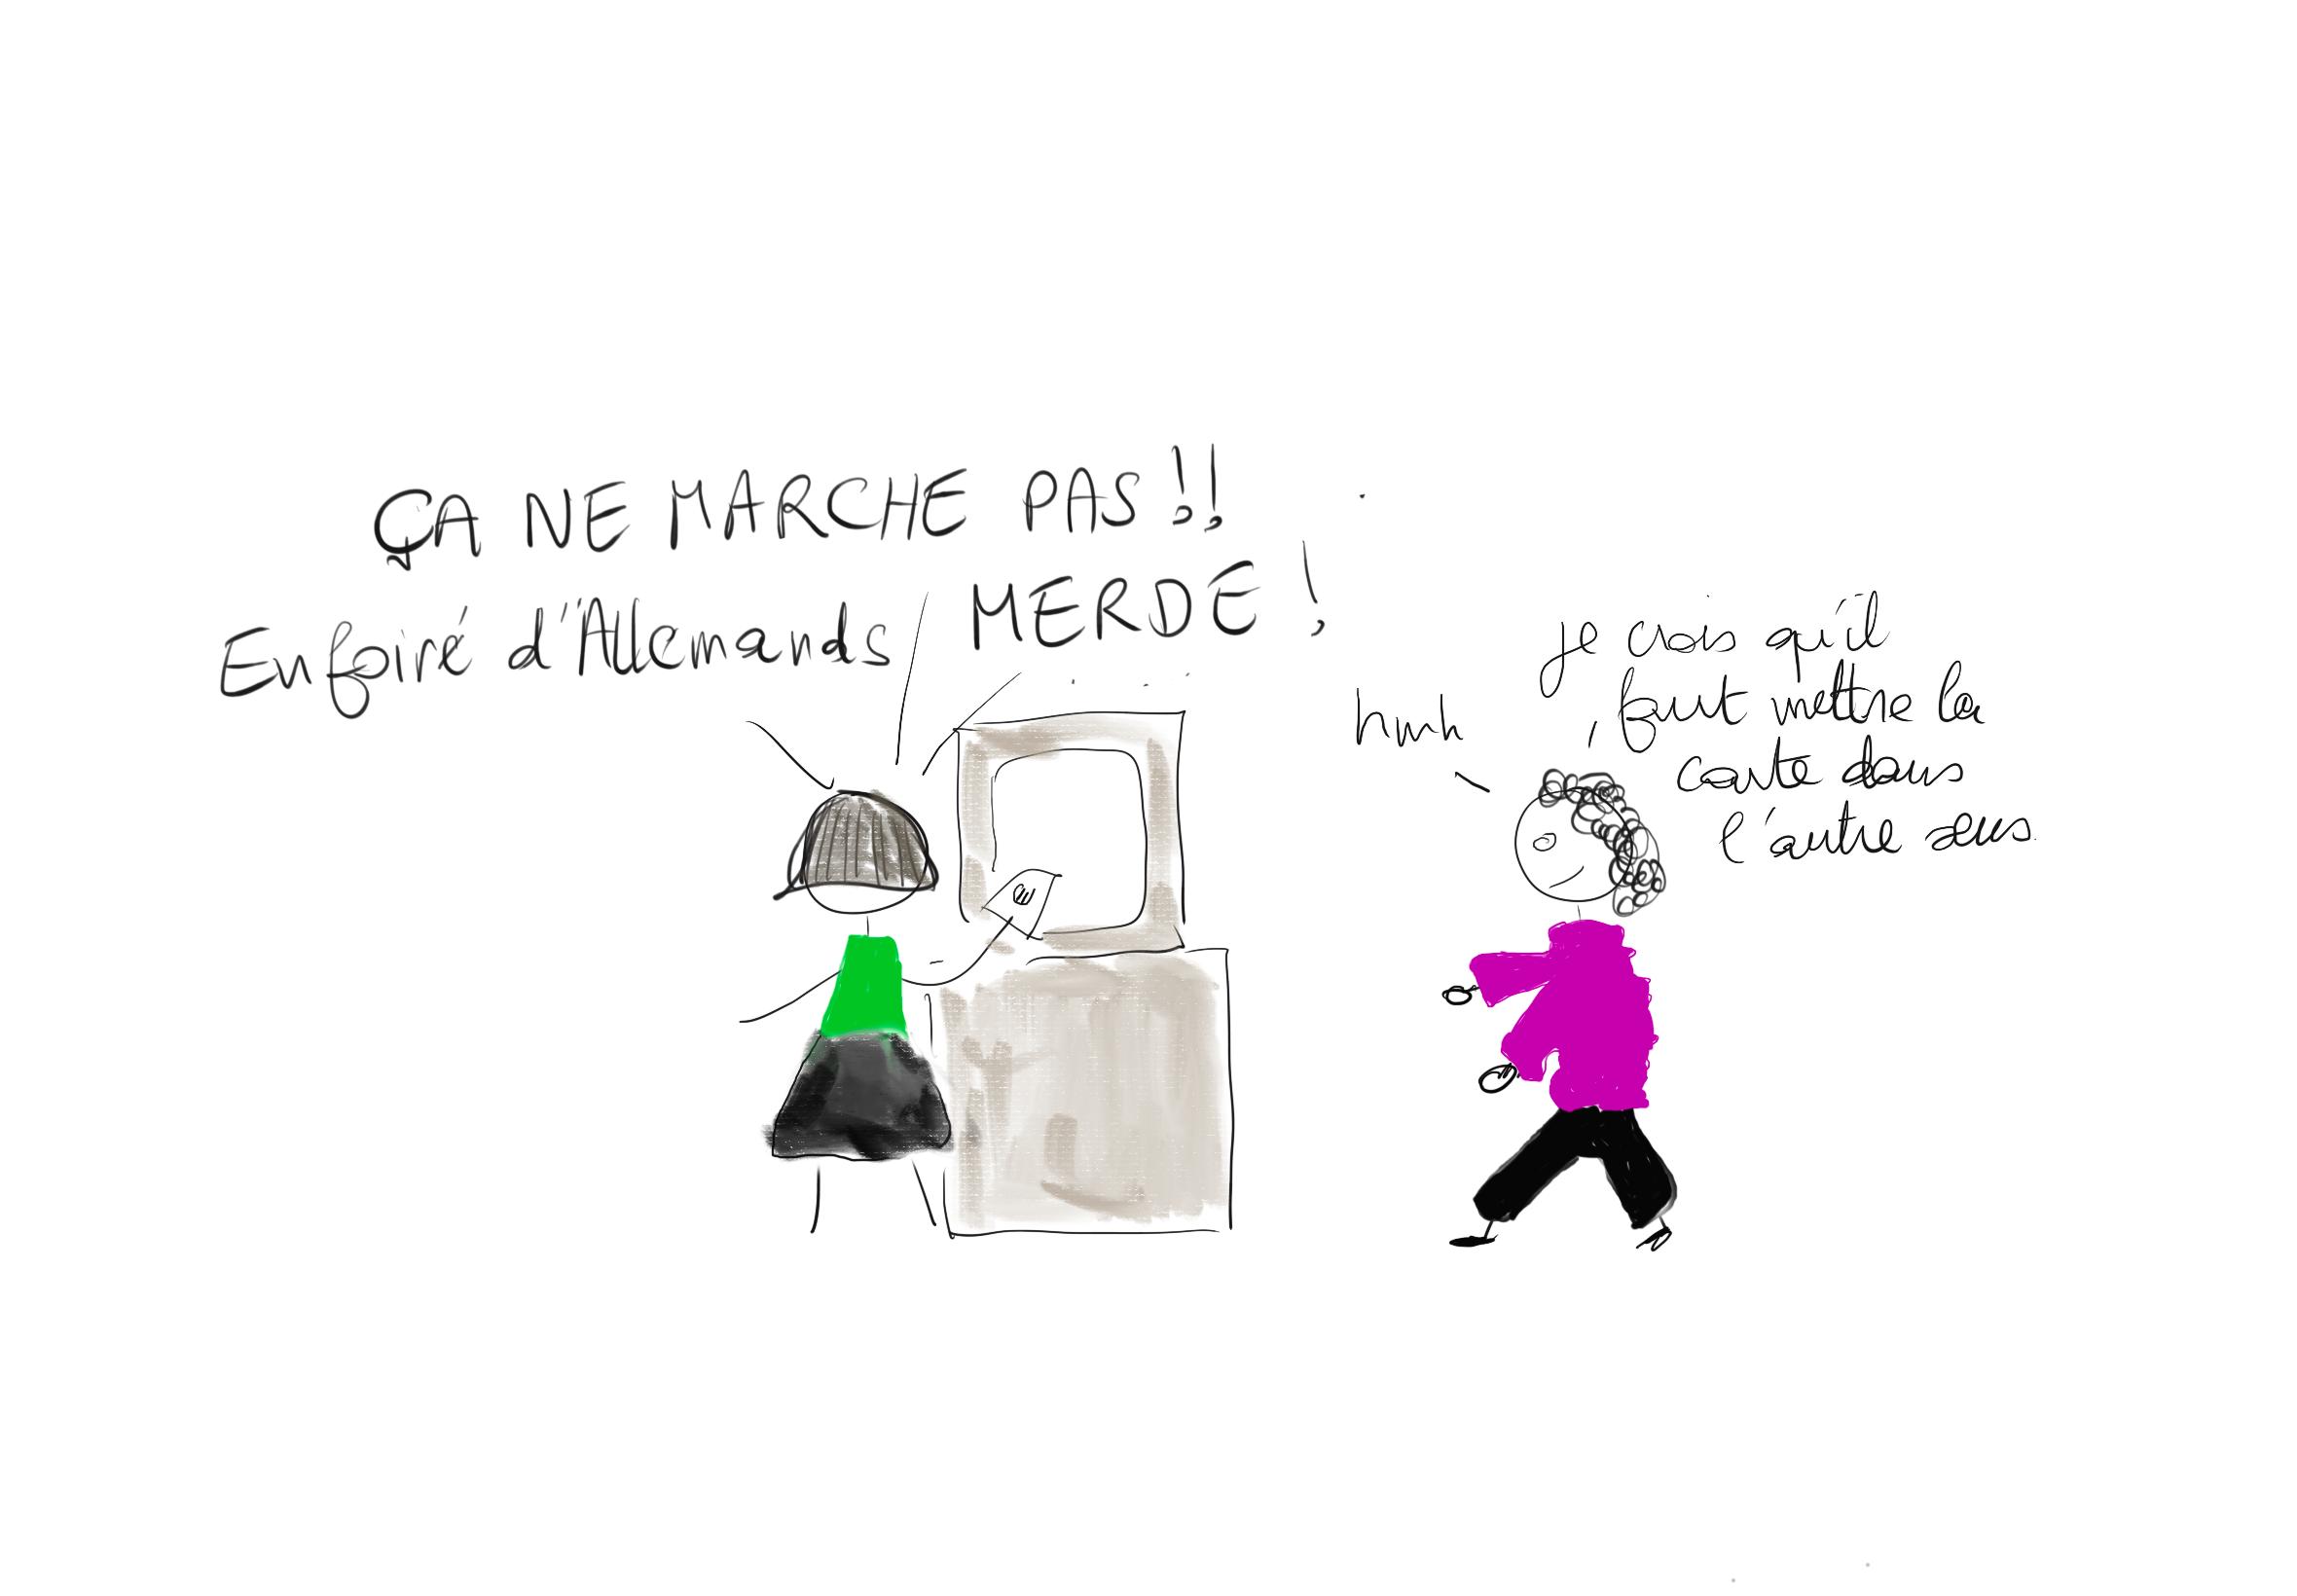 ÇA NE MARCHE PAS!!
Enfoiré d'Allemands MERDE!
hmh
je crois qu'il
faut mettre la
carte dans
l'autre sens